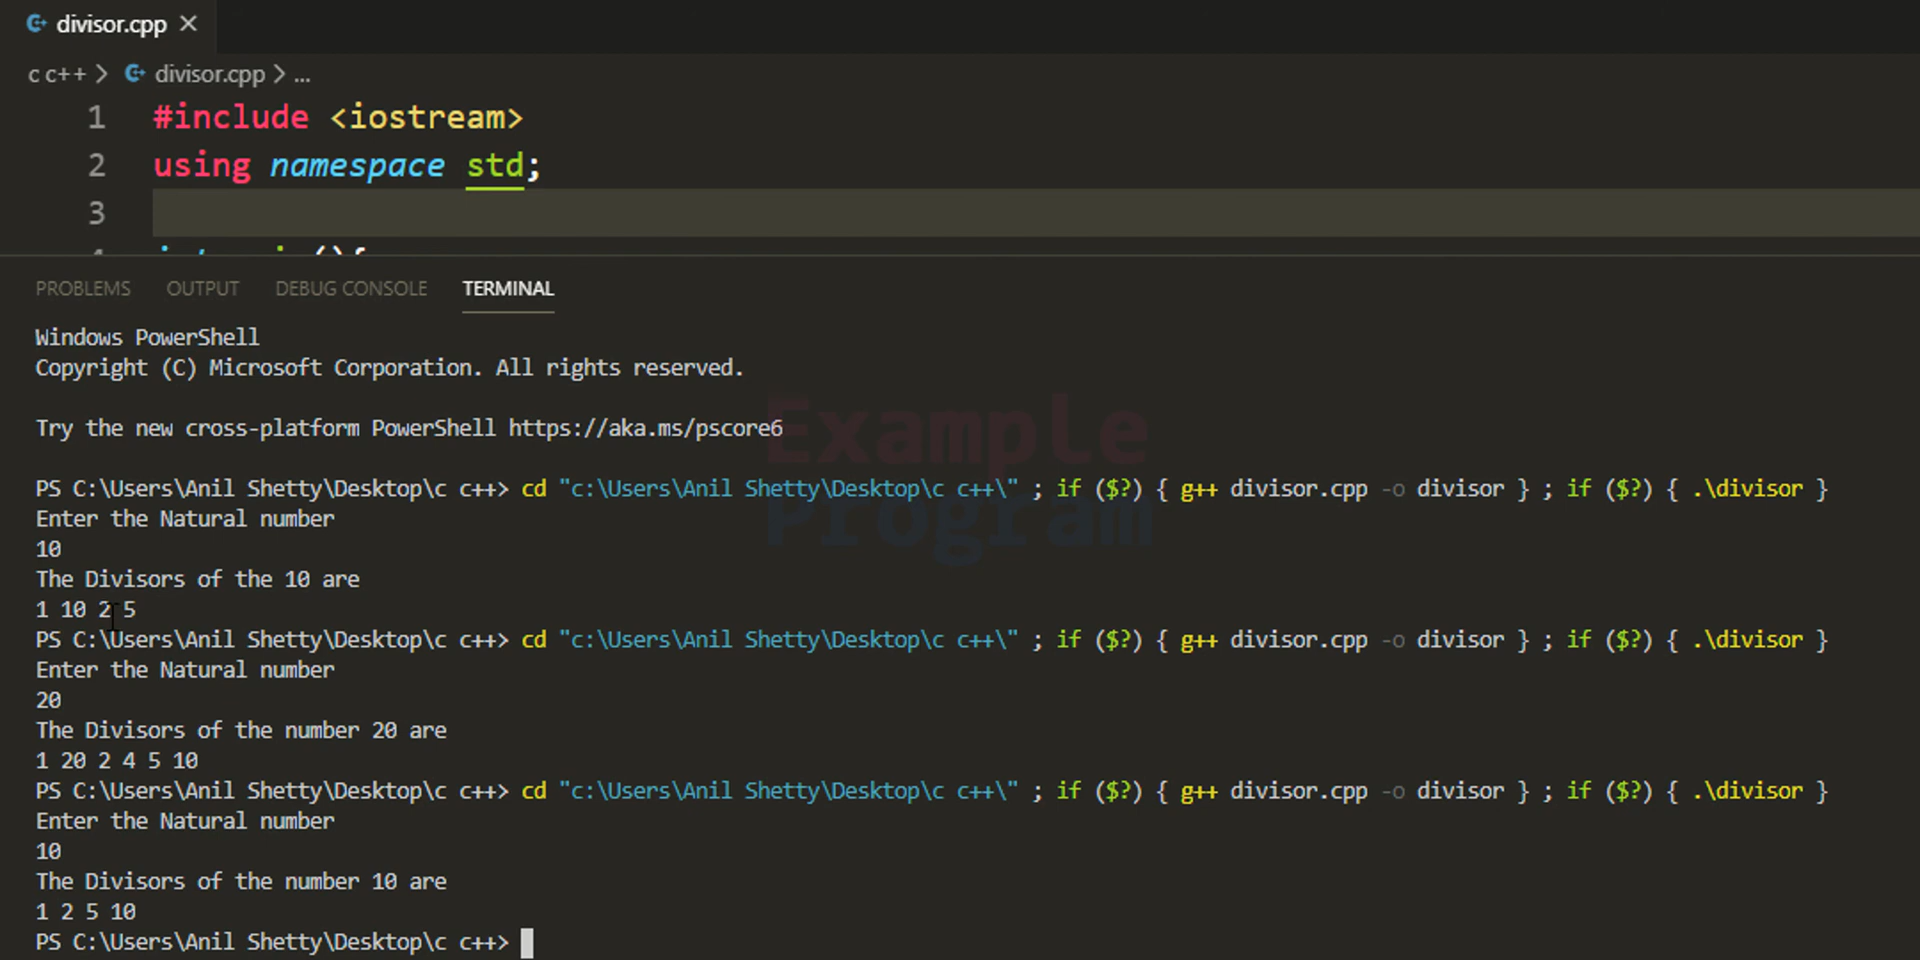 divisor.cpp
c c++ > divisor.cpp > ...
1 #include <iostream>
2 using namespace std;
3
PROBLEMS OUTPUT DEBUG CONSOLE TERMINAL
Windows PowerShell
Copyright (C) Microsoft Corporation. All rights reserved.
Try the new cross-platform PowerShell https://aka.ms/pscore6
Example
Program
PS C:\Users\Anil Shetty\Desktop\c c++> cd "c:\Users\Anil Shetty\Desktop\c c++\" ; if ($?) { g++ divisor.cpp -o divisor } ; if ($?) { .\divisor }
Enter the Natural number
10
The Divisors of the 10 are
1 10 2 5
PS C:\Users\Anil Shetty\Desktop\c c++> cd "c:\Users\Anil Shetty\Desktop\c c++\" ; if ($?) { g++ divisor.cpp -o divisor } ; if ($?) { .\divisor }
Enter the Natural number
20
The Divisors of the number 20 are
1 20 2 4 5 10
PS C:\Users\Anil Shetty\Desktop\c c++> cd "c:\Users\Anil Shetty\Desktop\c c++\" ; if ($?) { g++ divisor.cpp -o divisor } ; if ($?) { .\divisor }
Enter the Natural number
10
The Divisors of the number 10 are
1 2 5 10
PS C:\Users\Anil Shetty\Desktop\c c++>